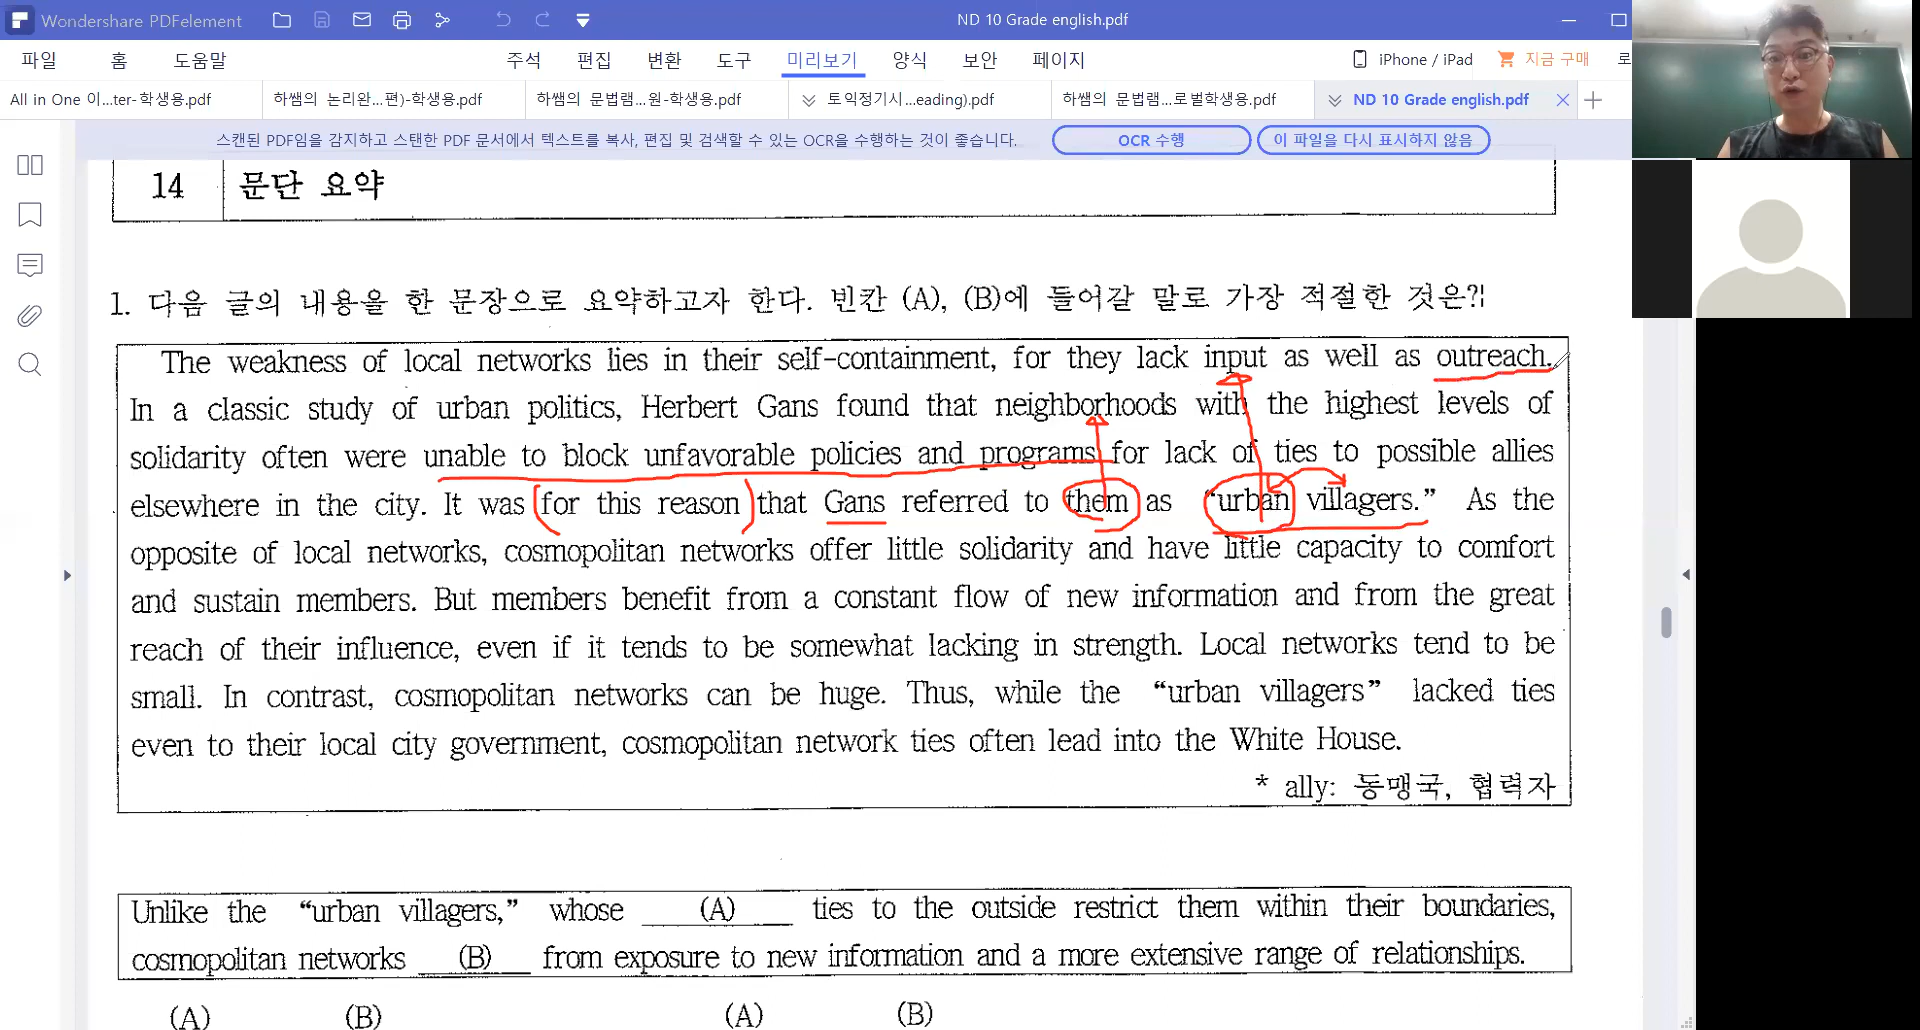 Wondershare PDFelement
ND 10 Grade english.pdf
파일 홈 도움말 주석 편집 변환 도구 미리보기 양식 보안 페이지 iPhone / iPad 지금 구매 로
All in One 이...ter-학생용.pdf
하쌤의 논리완...편)-학생용.pdf
하쌤의 문법램...원-학생용.pdf
토익정기시...eading).pdf
하쌤의 문법램...로벌학생용.pdf
ND 10 Grade english.pdf
스캔된 PDF임을 감지하고 스탠한 PDF 문서에서 텍스트를 복사, 편집 및 검색할 수 있는 OCR을 수행하는 것이 좋습니다.
OCR 수행
이 파일을 다시 표시하지 않음
14 문단 요약
1. 다음 글의 내용을 한 문장으로 요약하고자 한다. 빈칸 (A), (B)에 들어갈 말로 가장 적절한 것은?
The weakness of local networks lies in their self-containment, for they lack input as well as outreach.
In a classic study of urban politics, Herbert Gans found that neighborhoods with the highest levels of
solidarity often were unable to block unfavorable policies and programs for lack of ties to possible allies
elsewhere in the city. It was for this reason that Gans referred to them as “urban villagers.” As the
opposite of local networks, cosmopolitan networks offer little solidarity and have little capacity to comfort
and sustain members. But members benefit from a constant flow of new information and from the great
reach of their influence, even if it tends to be somewhat lacking in strength. Local networks tend to be
small. In contrast, cosmopolitan networks can be huge. Thus, while the “urban villagers” lacked ties
even to their local city government, cosmopolitan network ties often lead into the White House.
* ally: 동맹국, 협력자
Unlike the “urban villagers,” whose (A) ties to the outside restrict them within their boundaries,
cosmopolitan networks (B) from exposure to new information and a more extensive range of relationships.
(A) (B) (A) (B)